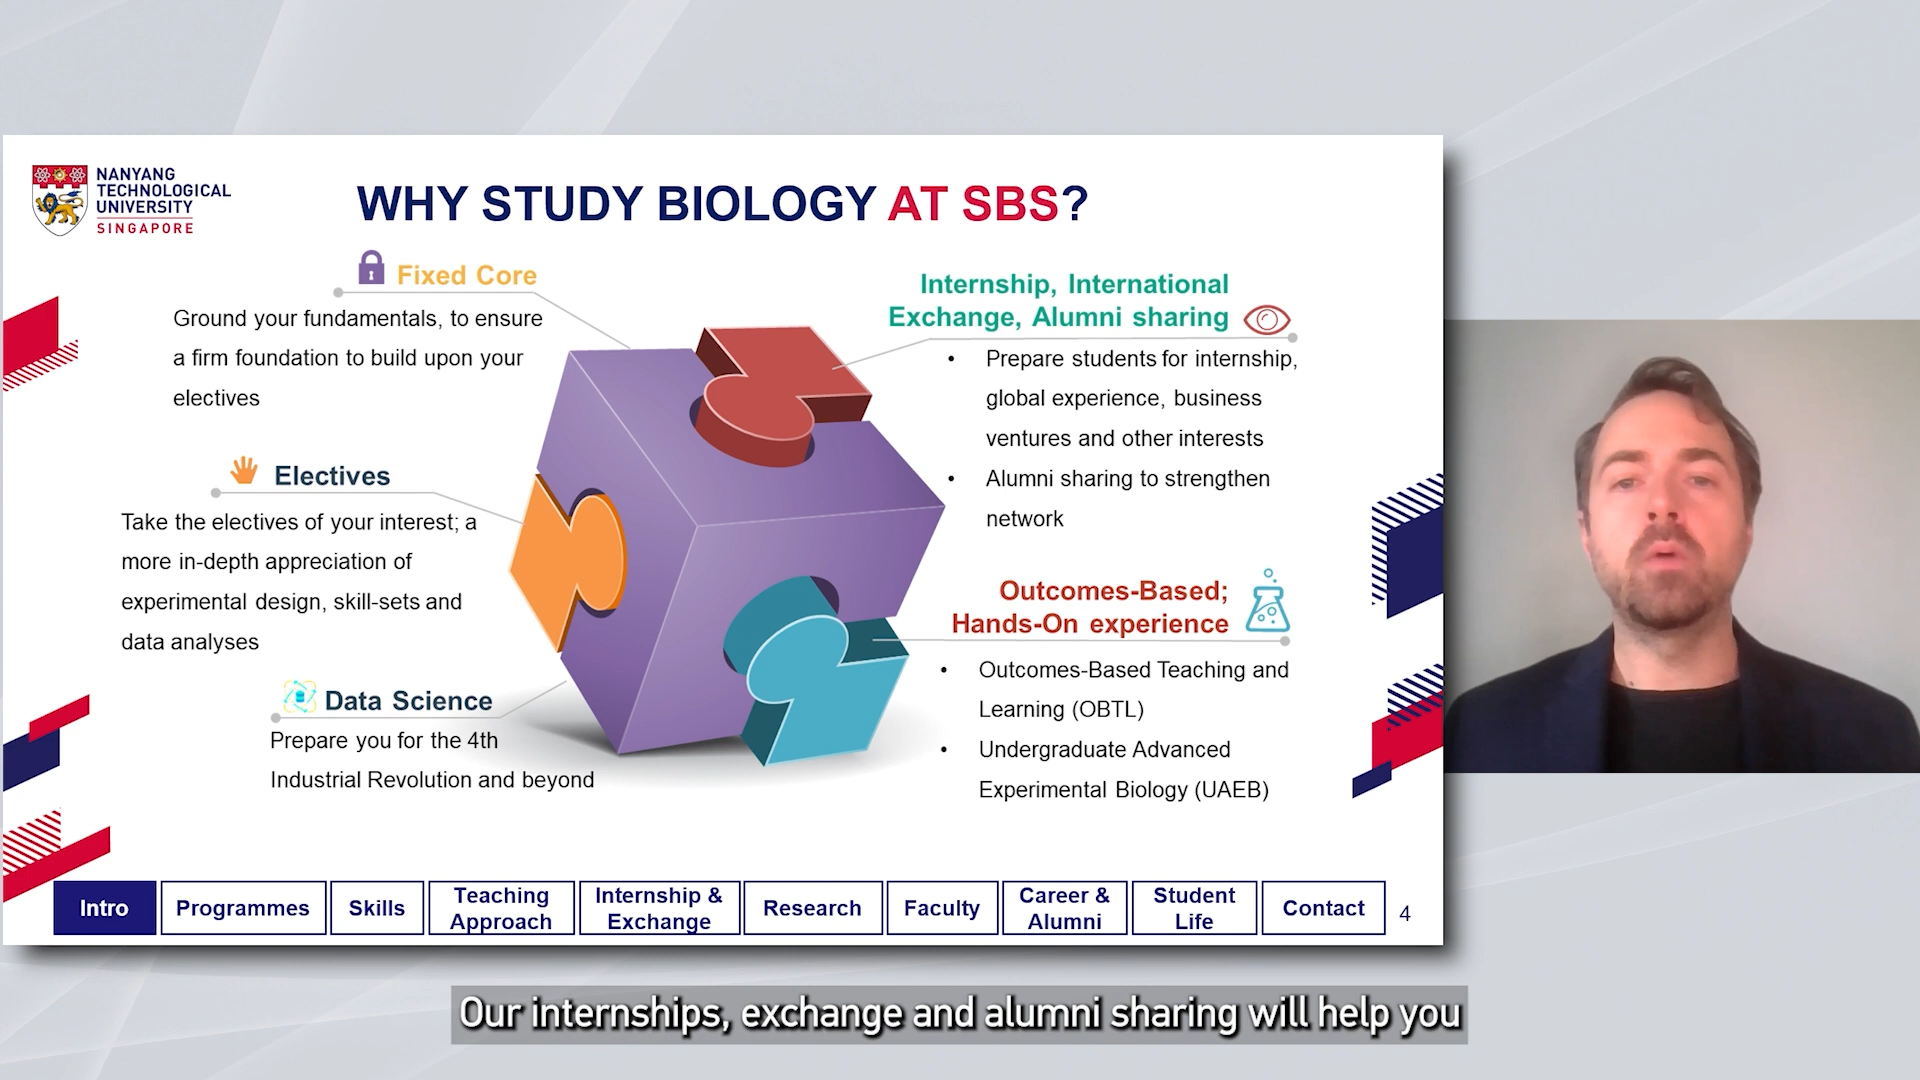 NANYANG
TECHNOLOGICAL
UNIVERSITY
SINGAPORE
WHY STUDY BIOLOGY AT SBS?
Fixed Core
Ground your fundamentals, to ensure
a firm foundation to build upon your
electives
Electives
Take the electives of your interest; a
more in-depth appreciation of
experimental design, skill-sets and
data analyses
Data Science
Prepare you for the 4th
Industrial Revolution and beyond
Internship, International
Exchange, Alumni sharing
• Prepare students for internship,
global experience, business
ventures and other interests
• Alumni sharing to strengthen
network
Outcomes-Based;
Hands-On experience
• Outcomes-Based Teaching and
Learning (OBTL)
• Undergraduate Advanced
Experimental Biology (UAEB)
Intro
Programmes
Skills
Teaching
Approach
Internship &
Exchange
Research
Faculty
Career &
Alumni
Student
Life
Contact
4
Our internships, exchange and alumni sharing will help you